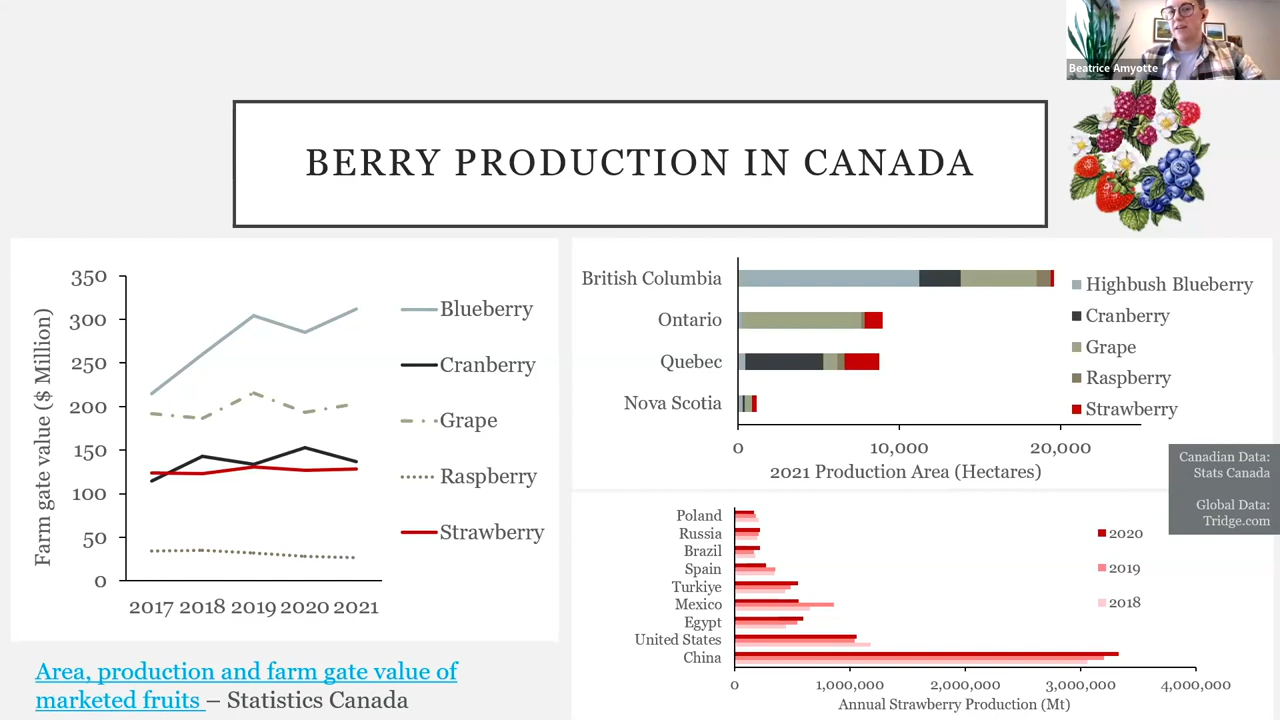 Beatrice Amyotte
BERRY PRODUCTION IN CANADA
Farm gate value ($ Million)
350
300
250
200
150
100
50
0
2017 2018 2019 2020 2021
Blueberry
Cranberry
Grape
Raspberry
Strawberry
Area, production and farm gate value of
marketed fruits – Statistics Canada
British Columbia
Ontario
Quebec
Nova Scotia
0 10,000 20,000
2021 Production Area (Hectares)
Highbush Blueberry
Cranberry
Grape
Raspberry
Strawberry
Canadian Data:
Stats Canada
Global Data:
Tridge.com
Poland
Russia
Brazil
Spain
Turkiye
Mexico
Egypt
United States
China
0 1,000,000 2,000,000 3,000,000 4,000,000
Annual Strawberry Production (Mt)
2020
2019
2018